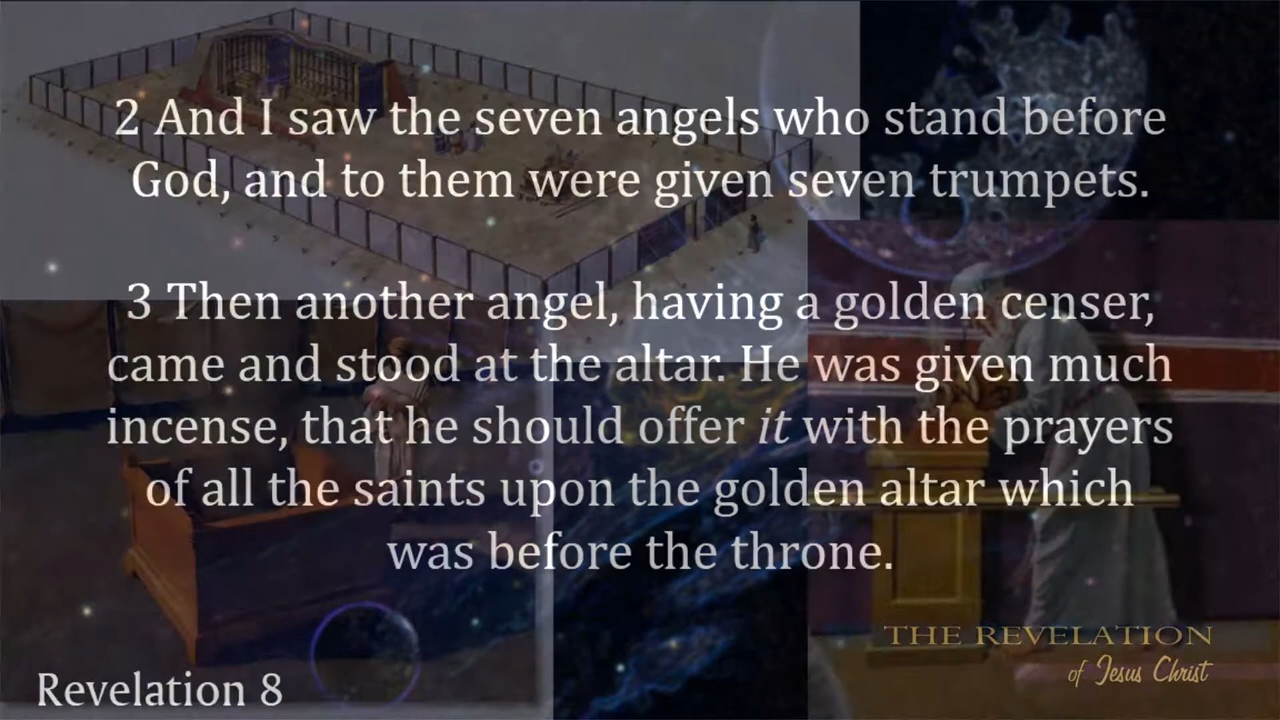 2 And I saw the seven angels who stand before
God, and to them were given seven trumpets.
3 Then another angel, having a golden censer,
came and stood at the altar. He was given much
incense, that he should offer it with the prayers
of all the saints upon the golden altar which
was before the throne.
THE REVELATION
of Jesus Christ
Revelation 8